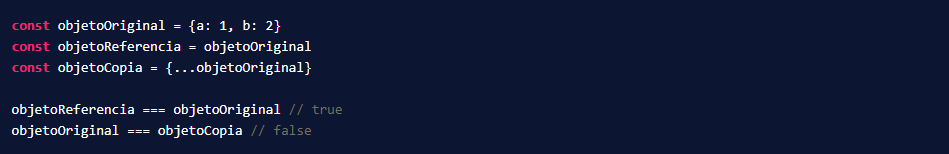 const objetoOriginal = {a: 1, b: 2}
const objetoReferencia = objetoOriginal
const objetoCopia = {...objetoOriginal}
objetoReferencia === objetoOriginal // true
objetoOriginal === objetoCopia // false